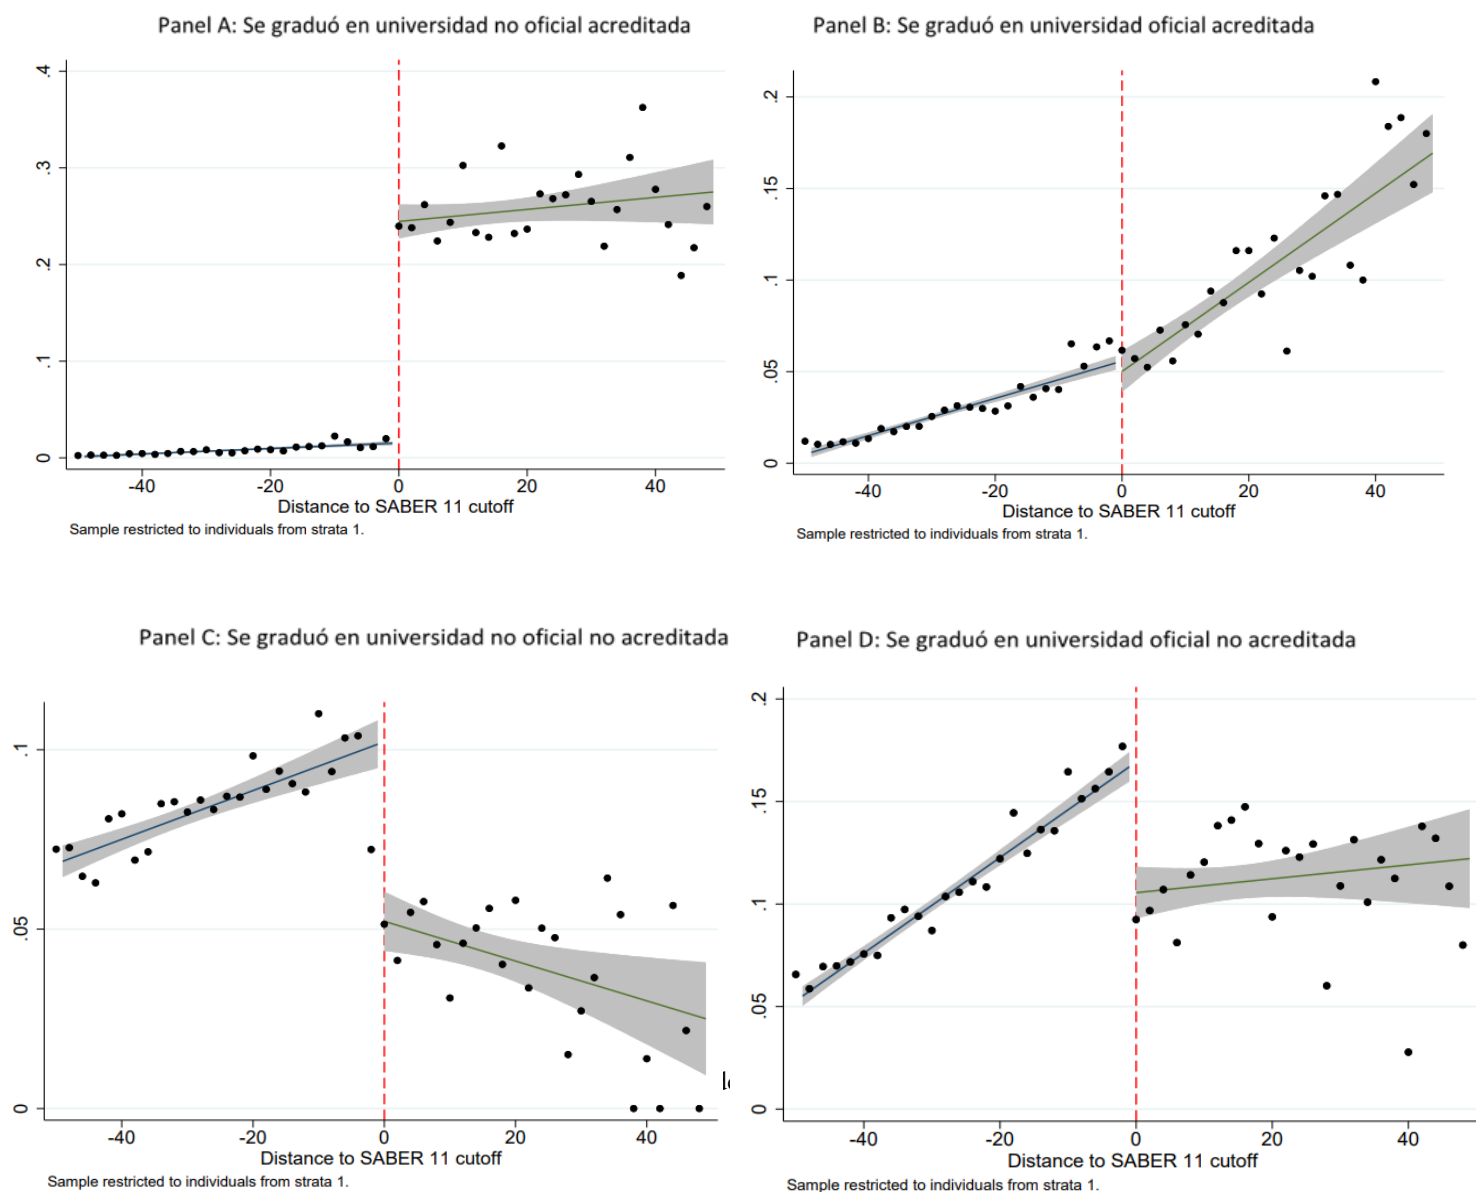 Panel A: Se graduó en universidad no oficial acreditada
.4
.3
.2
.1
0
-40 -20 0 20 40
Distance to SABER 11 cutoff
Sample restricted to individuals from strata 1.
Panel B: Se graduó en universidad oficial acreditada
.2
.15
.1
.05
0
-40 -20 0 20 40
Distance to SABER 11 cutoff
Sample restricted to individuals from strata 1.
Panel C: Se graduó en universidad no oficial no acreditada
.1
.05
0
-40 -20 0 20 40
Distance to SABER 11 cutoff
Sample restricted to individuals from strata 1.
Panel D: Se graduó en universidad oficial no acreditada
.2
.15
.1
.05
0
-40 -20 0 20 40
Distance to SABER 11 cutoff
Sample restricted to individuals from strata 1.